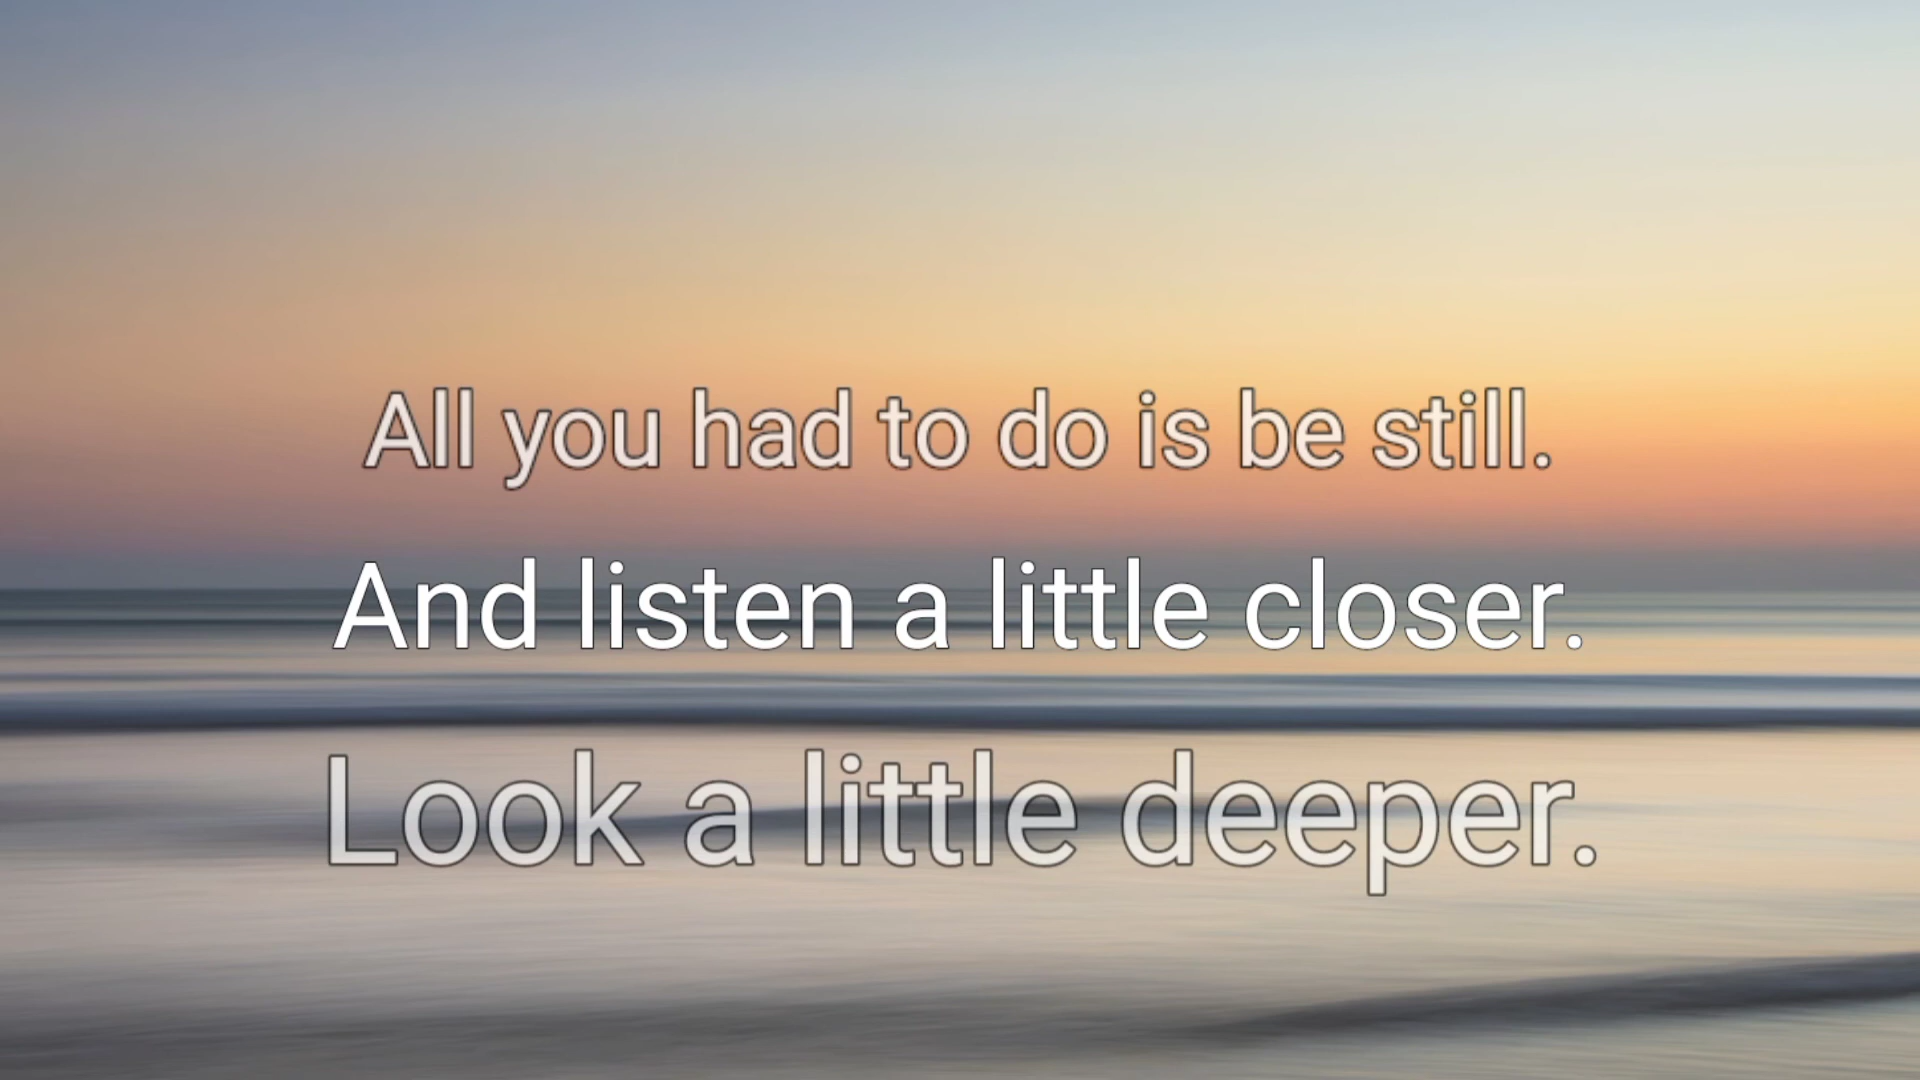 All you had to do is be still.
And listen a little closer.
Look a little deeper.